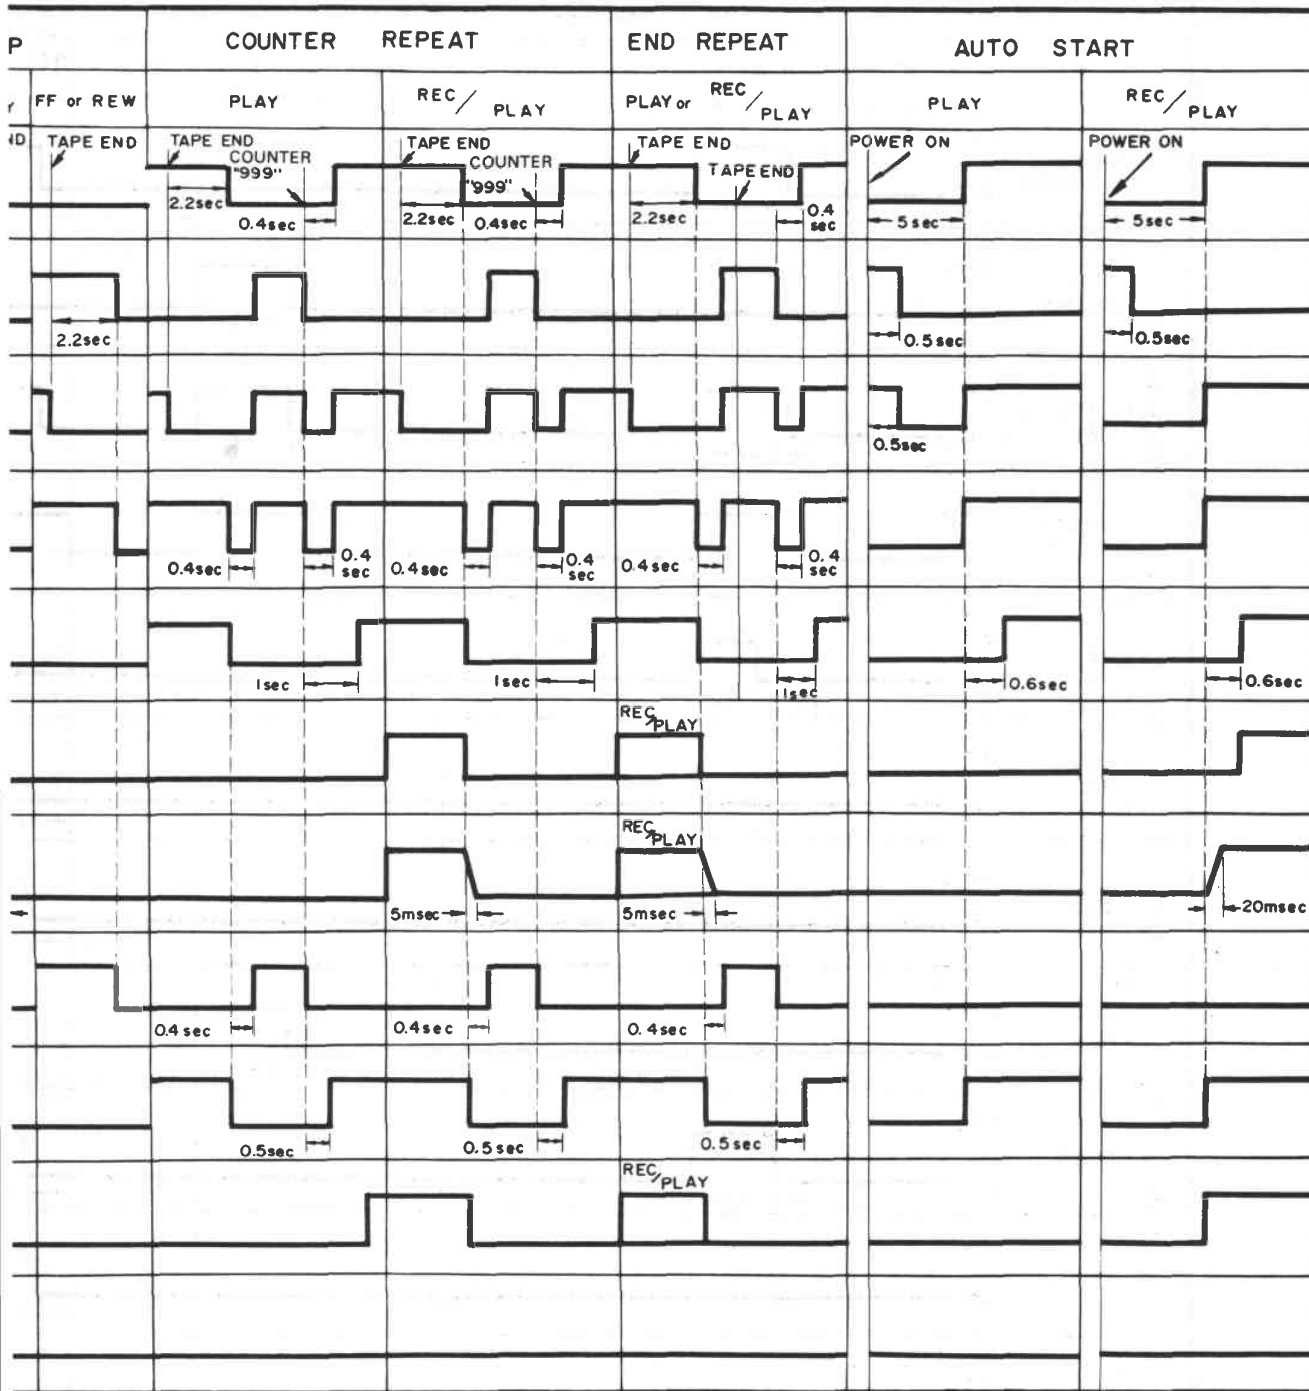 P COUNTER REPEAT END REPEAT AUTO START
FF or REW PLAY REC/PLAY PLAY or REC/PLAY PLAY REC/PLAY
ND TAPE END TAPE END COUNTER "999" TAPE END COUNTER "999" TAPE END TAPE END POWER ON POWER ON
2.2sec 0.4sec 2.2sec 0.4sec 2.2sec 0.4 sec 5sec 5sec
2.2sec 0.5sec 0.5sec
0.5sec
0.4sec 0.4 sec 0.4sec 0.4 sec 0.4sec 0.4 sec
1sec 1sec 1sec 0.6sec 0.6sec
REC/PLAY
REC/PLAY
5msec 5msec 20msec
0.4sec 0.4sec 0.4sec
0.5sec 0.5sec 0.5sec
REC/PLAY